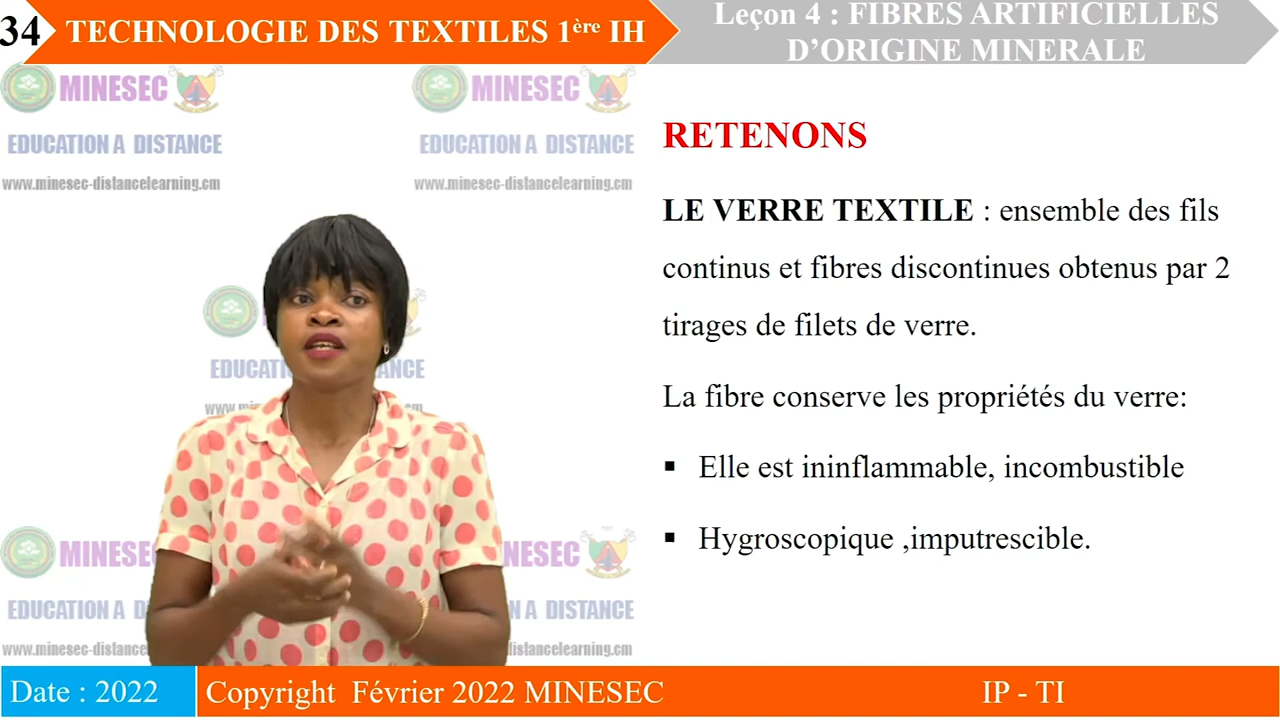 34
TECHNOLOGIE DES TEXTILES 1ère IH
Leçon 4 : FIBRES ARTIFICIELLES
D’ORIGINE MINERALE
MINESEC
EDUCATION A DISTANCE
www.minesec-distancelearning.cm
MINESEC
EDUCATION A DISTANCE
www.minesec-distancelearning.cm
RETENONS
LE VERRE TEXTILE : ensemble des fils
continus et fibres discontinues obtenus par 2
tirages de filets de verre.
La fibre conserve les propriétés du verre:
▪ Elle est ininflammable, incombustible
▪ Hygroscopique ,imputrescible.
MINESEC
EDUCATION A D
www.minesec-distance
MINESEC
N A DISTANCE
distancelearning.cm
Date : 2022
Copyright Février 2022 MINESEC
IP - TI